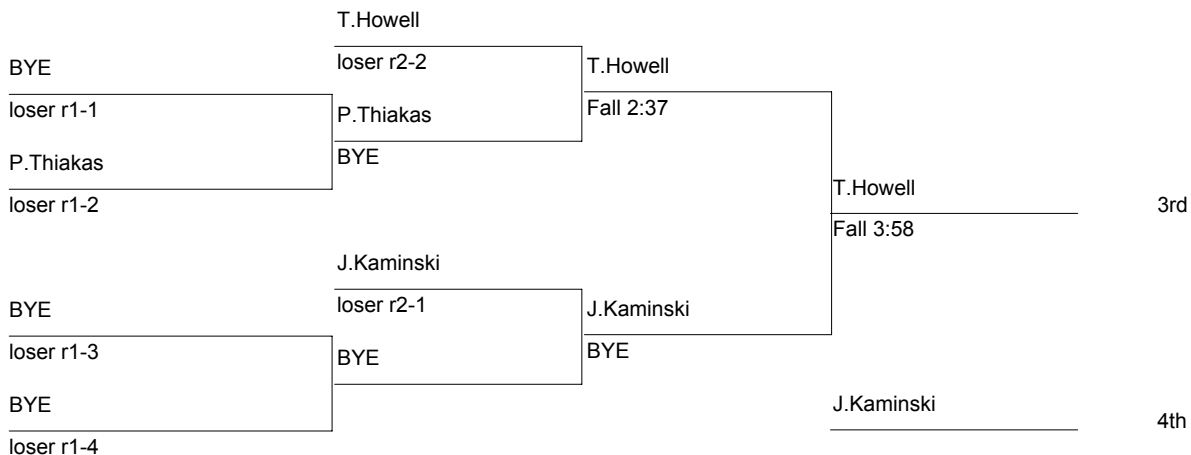 T.Howell
BYE
loser r2-2
T.Howell
loser r1-1
P.Thiakas
Fall 2:37
P.Thiakas
BYE
loser r1-2
T.Howell
3rd
Fall 3:58
J.Kaminski
BYE
loser r2-1
J.Kaminski
loser r1-3
BYE
BYE
BYE
J.Kaminski
4th
loser r1-4